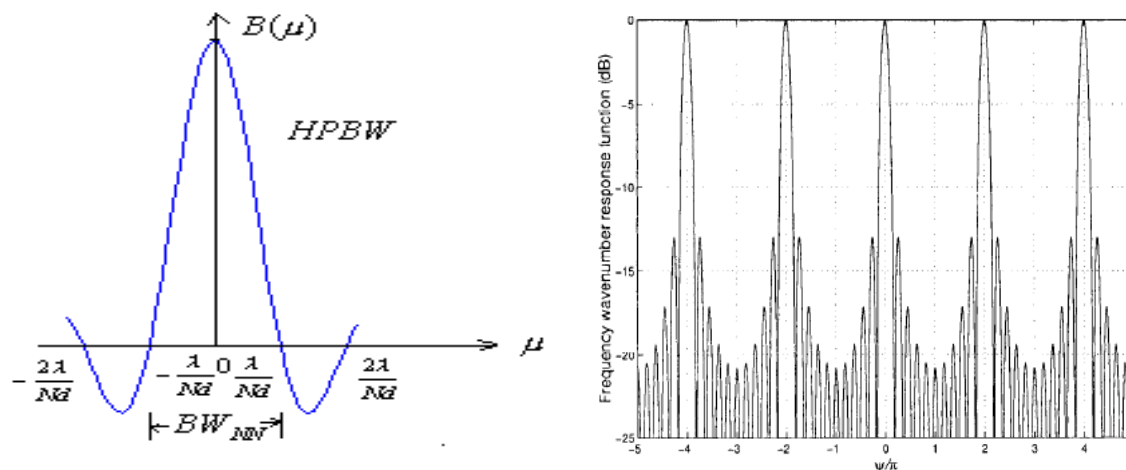 B(μ)
HPBW
μ
-2λ/Nd -λ/Nd 0 λ/Nd 2λ/Nd
BW_NN
Frequency wavenumber response function (dB)
0
-5
-10
-15
-20
-25
-5 -4 -3 -2 -1 0 1 2 3 4
ψ/π